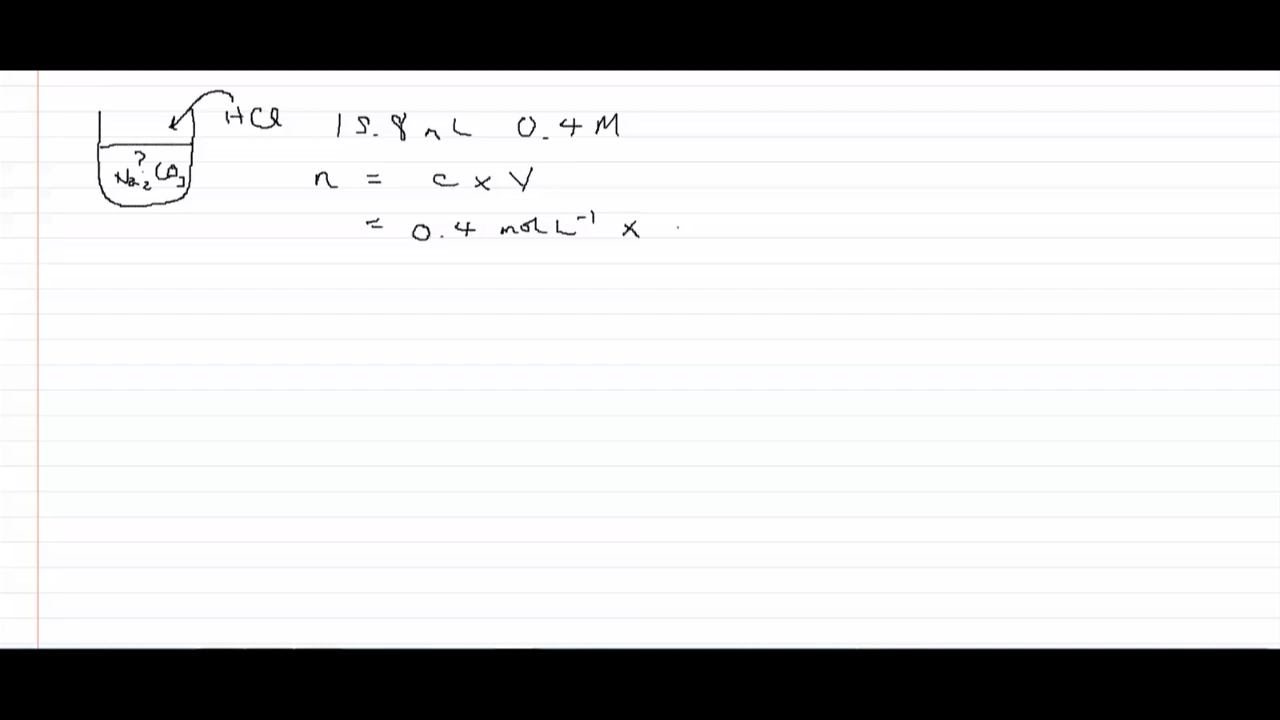 HCl 15.8 mL 0.4 M
?
Na₂CO₃
n = c × V
= 0.4 mol L⁻¹ ×